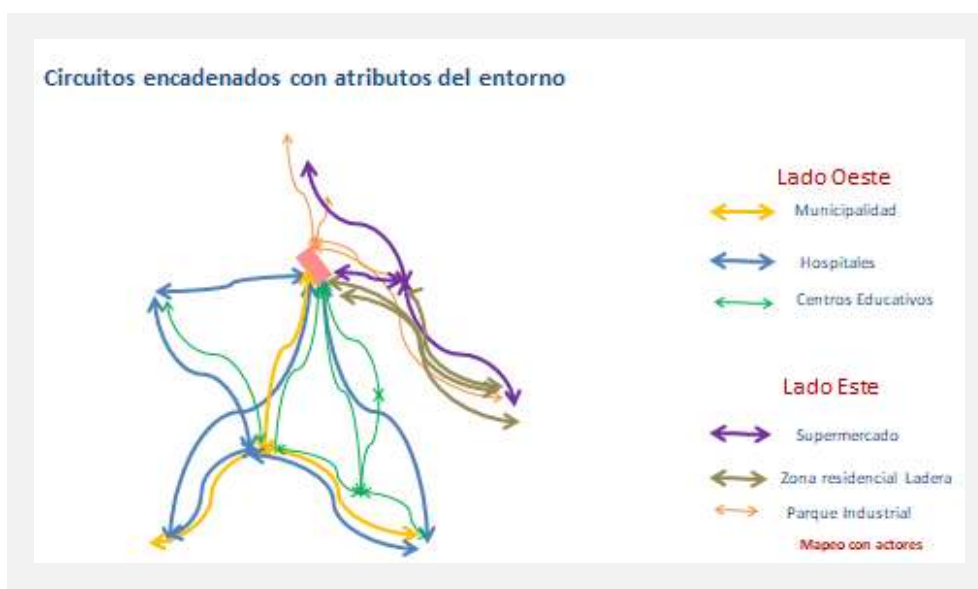 Circuitos encadenados con atributos del entorno
Lado Oeste
Municipalidad
Hospitales
Centros Educativos
Lado Este
Supermercado
Zona residencial Ladera
Parque Industrial
Mapeo con actores